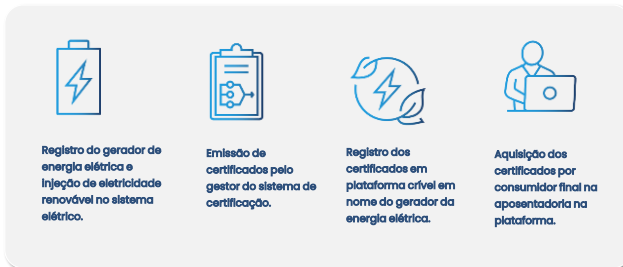 Registro do gerador de
energia elétrica e
injeção de eletricidade
renovável no sistema
elétrico.
Emissão de
certificados pelo
gestor do sistema de
certificação.
Registro dos
certificados em
plataforma crível em
nome do gerador da
energia elétrica.
Aquisição dos
certificados por
consumidor final na
aposentadoria na
plataforma.